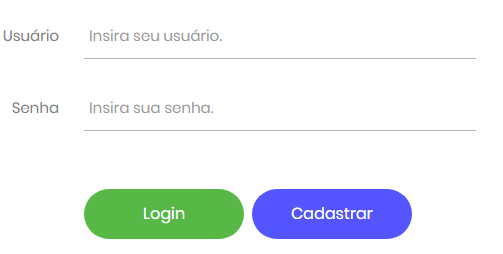 Usuário Insira seu usuário.
Senha Insira sua senha.
Login Cadastrar